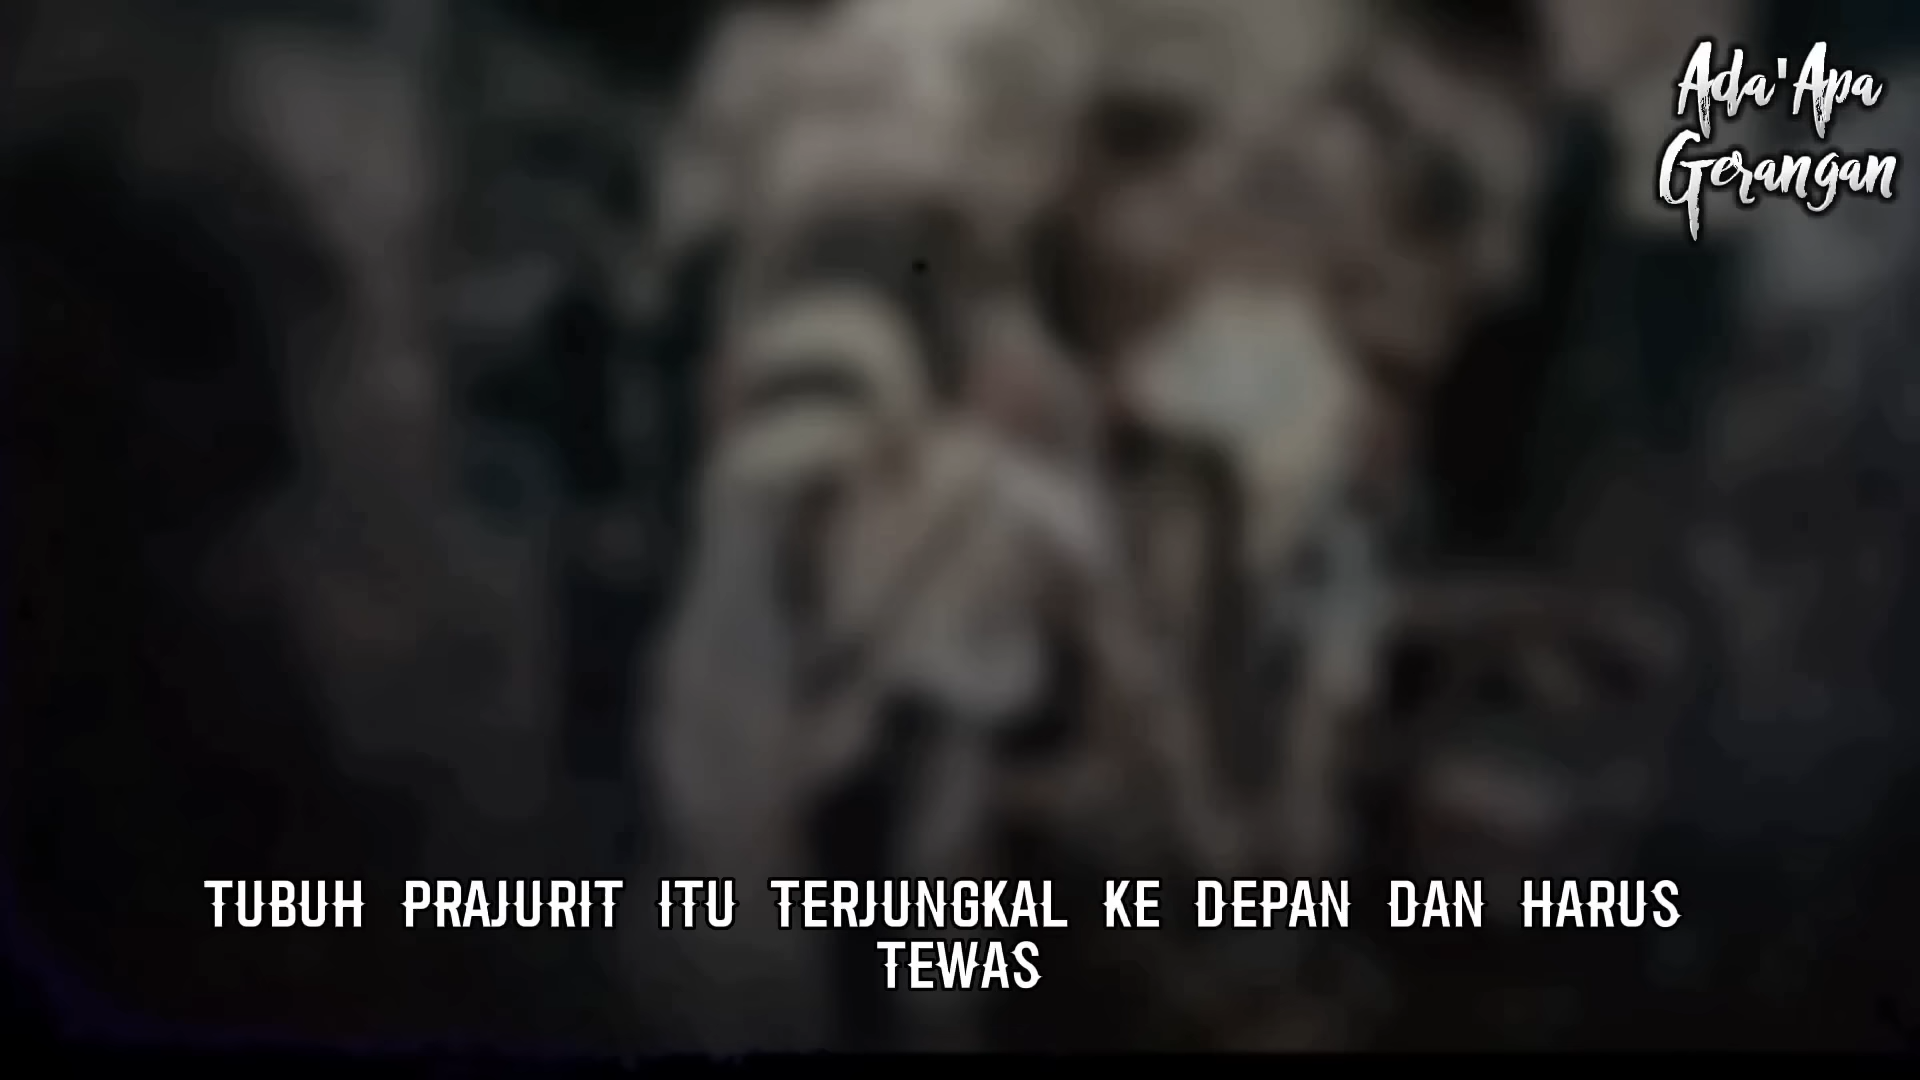 Ada'Apa
Gerangan
TUBUH PRAJURIT ITU TERJUNGKAL KE DEPAN DAN HARUS
TEWAS